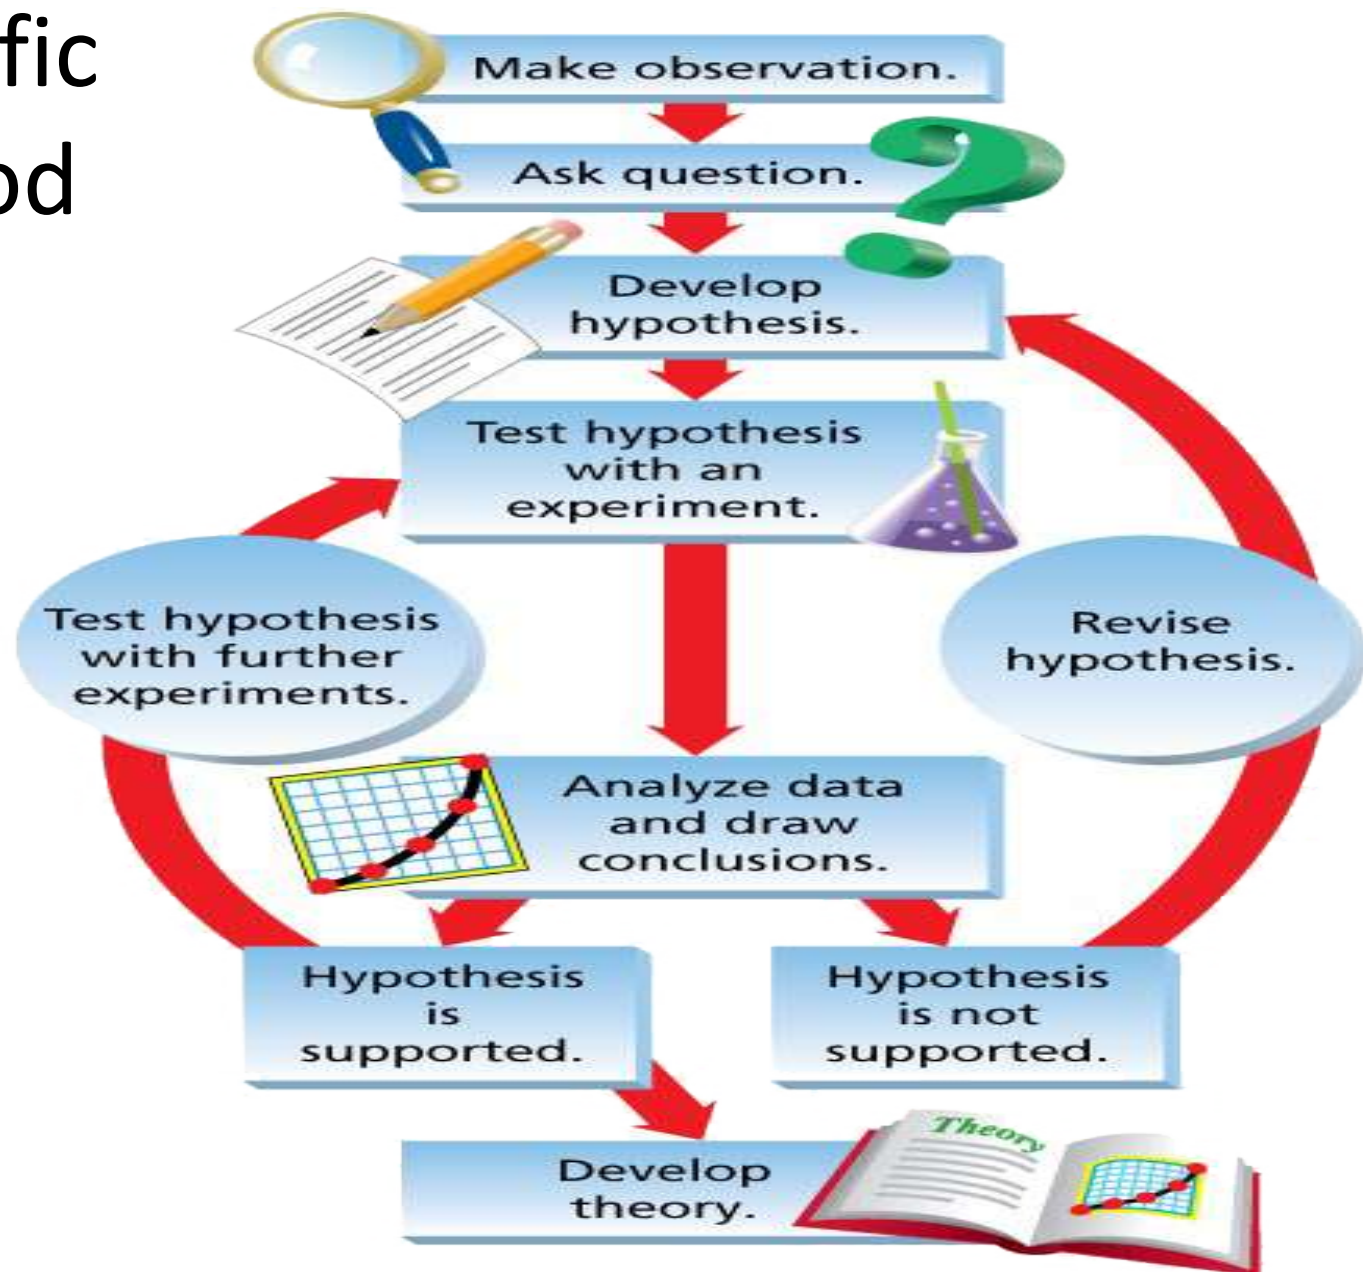 fic
od
Make observation.
Ask question.
Develop
hypothesis.
Test hypothesis
with an
experiment.
Test hypothesis
with further
experiments.
Revise
hypothesis.
Analyze data
and draw
conclusions.
Hypothesis
is
supported.
Hypothesis
is not
supported.
Develop
theory.
Theory